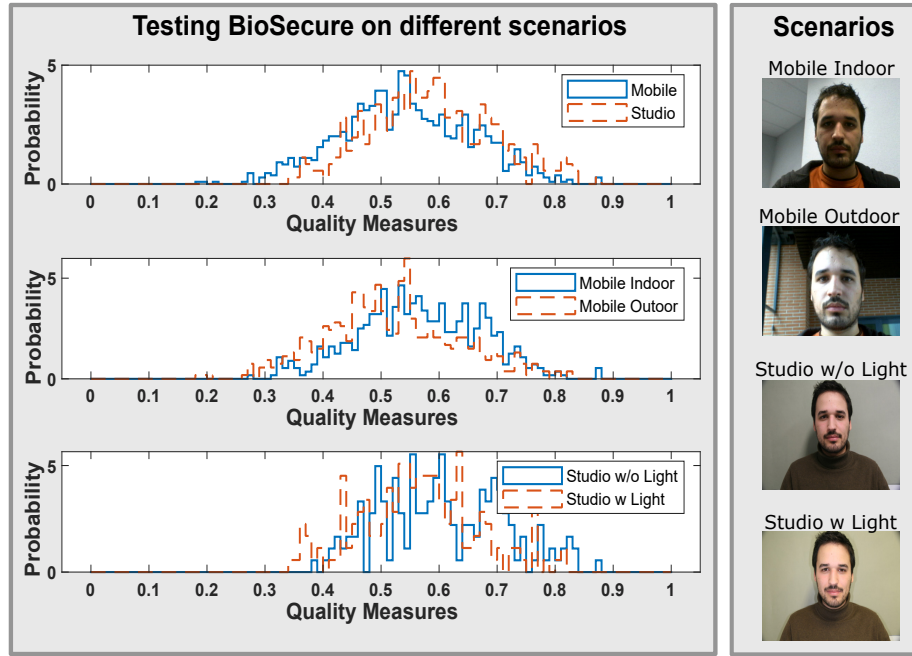 Testing BioSecure on different scenarios
5
0
Probability
Mobile
Studio
0 0.1 0.2 0.3 0.4 0.5 0.6 0.7 0.8 0.9 1
Quality Measures
5
0
Probability
Mobile Indoor
Mobile Outoor
0 0.1 0.2 0.3 0.4 0.5 0.6 0.7 0.8 0.9 1
Quality Measures
5
0
Probability
Studio w/o Light
Studio w Light
0 0.1 0.2 0.3 0.4 0.5 0.6 0.7 0.8 0.9 1
Quality Measures
Scenarios
Mobile Indoor
Mobile Outdoor
Studio w/o Light
Studio w Light